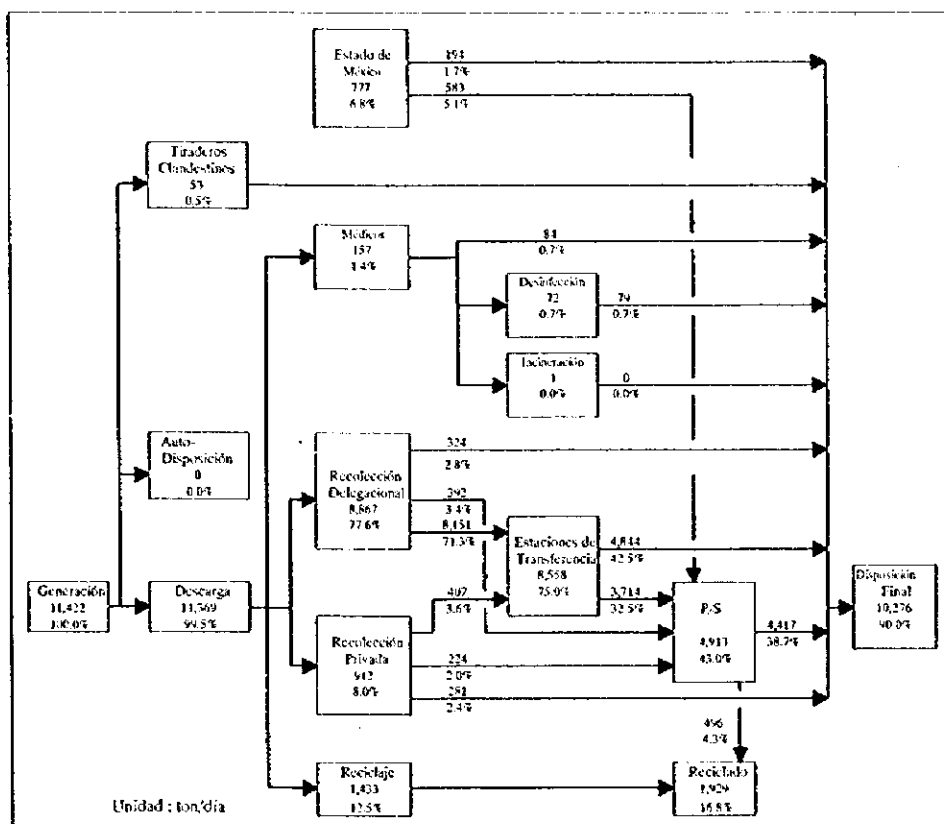 Estado de
México
777
6.8%
194
1.7%
583
5.1%
Tiraderos
Clandestinos
53
0.5%
Médicos
157
1.4%
84
0.7%
Desinfección
72
0.7%
79
0.7%
Incineración
1
0.0%
0
0.0%
Auto-
Disposición
0
0.0%
Recolección
Delegacional
8,867
77.6%
324
2.8%
392
3.4%
8,151
71.3%
Estaciones de
Transferencia
8,558
75.0%
4,844
42.5%
3,714
32.5%
Generación
11,422
100.0%
Descarga
11,369
99.5%
407
3.6%
Recolección
Privada
912
8.0%
224
2.0%
281
2.4%
P/S
4,913
43.0%
4,417
38.7%
Disposición
Final
10,276
90.0%
496
4.3%
Reciclaje
1,433
12.5%
Reciclado
1,929
16.8%
Unidad : ton/día